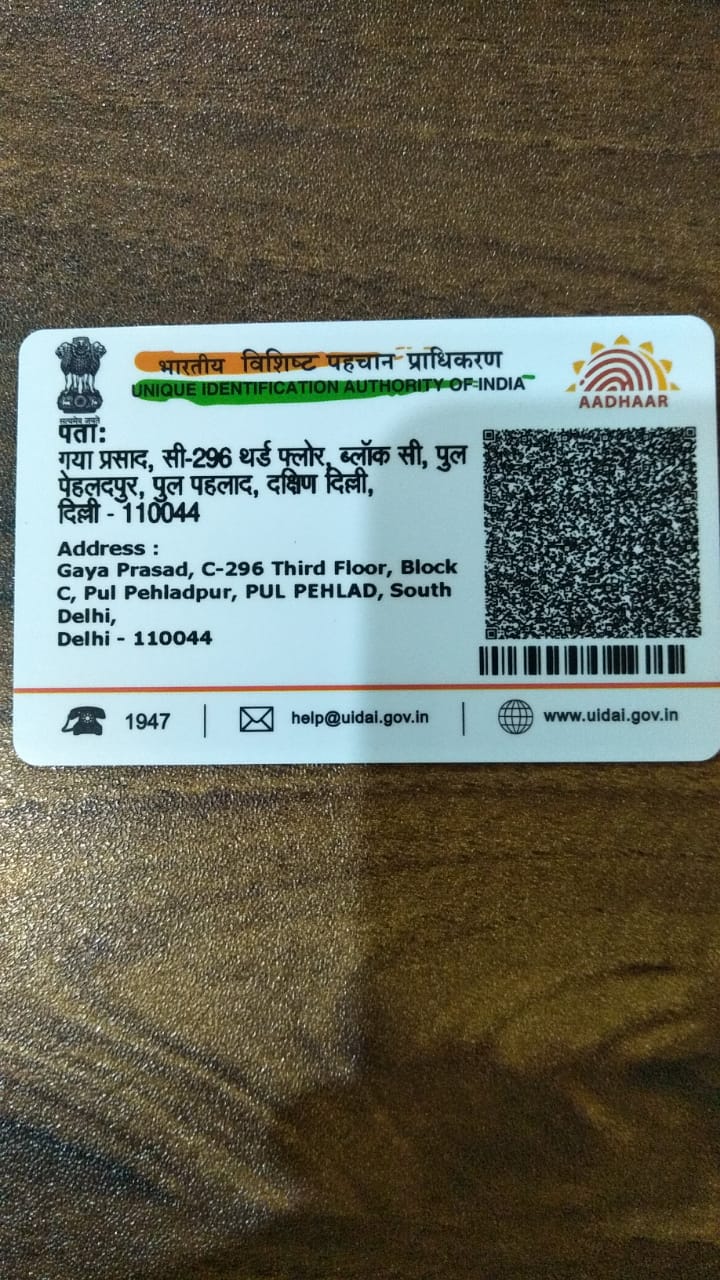 भारतीय विशिष्ट पहचान प्राधिकरण
UNIQUE IDENTIFICATION AUTHORITY OF INDIA
सत्यमेव जयते
AADHAAR
पता:
गया प्रसाद, सी-296 थर्ड फ्लोर, ब्लॉक सी, पुल
पेहलदपुर, पुल पहलाद, दक्षिण दिल्ली,
दिल्ली - 110044
Address :
Gaya Prasad, C-296 Third Floor, Block
C, Pul Pehladpur, PUL PEHLAD, South
Delhi,
Delhi - 110044
1947
help@uidai.gov.in
www.uidai.gov.in